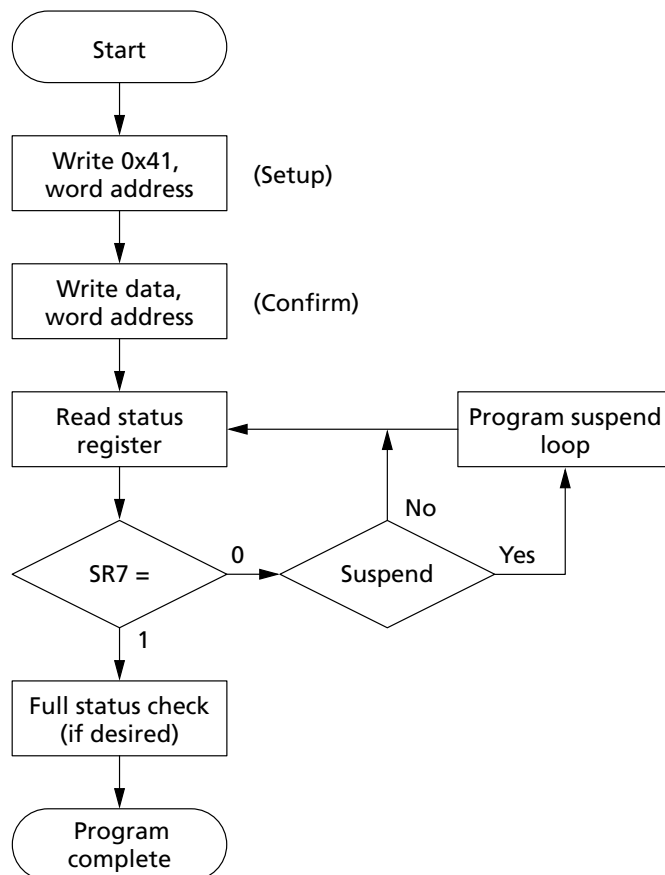 Start
Write 0x41,
word address
(Setup)
Write data,
word address
(Confirm)
Read status
register
Program suspend
loop
No
SR7 =
0
Suspend
Yes
1
Full status check
(if desired)
Program
complete